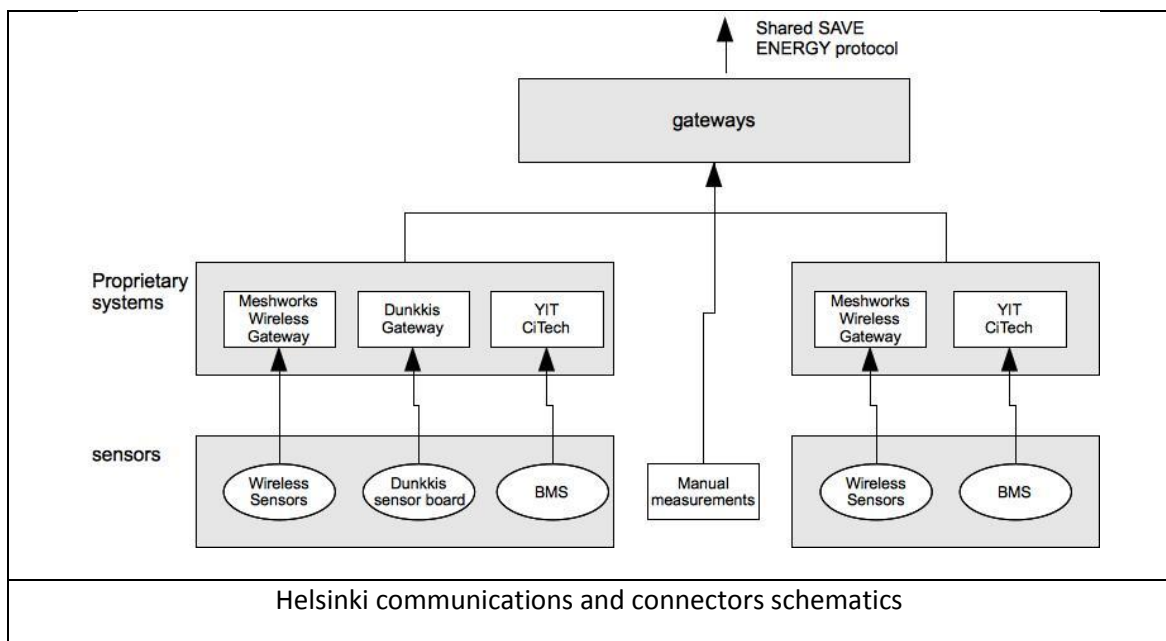 Shared SAVE
ENERGY protocol
gateways
Proprietary
systems
Meshworks
Wireless
Gateway
Dunkkis
Gateway
YIT
CiTech
Meshworks
Wireless
Gateway
YIT
CiTech
sensors
Wireless
Sensors
Dunkkis
sensor board
BMS
Manual
measurements
Wireless
Sensors
BMS
Helsinki communications and connectors schematics